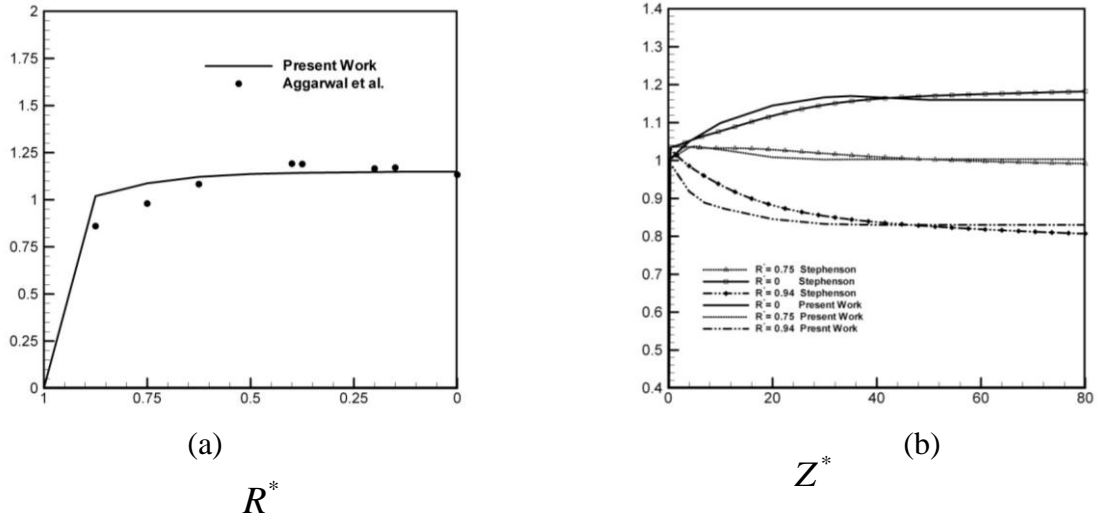 2
1.75
1.5
1.25
1
0.75
0.5
0.25
0
1
0.75
0.5
0.25
0
Present Work
Aggarwal et al.
(a)
R*
1.4
1.3
1.2
1.1
1
0.9
0.8
0.7
0.6
0.5
0.4
0
20
40
60
80
R*= 0.75 Stephenson
R*= 0 Stephenson
R*= 0.94 Stephenson
R*= 0 Present Work
R*= 0.75 Present Work
R*= 0.94 Presnt Work
(b)
Z*